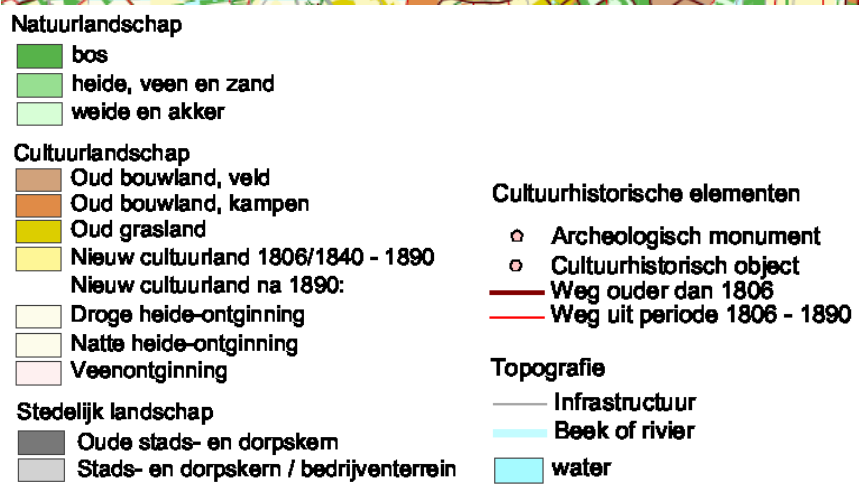 Natuurlandschap
bos
heide, veen en zand
weide en akker
Cultuurlandschap
Oud bouwland, veld
Oud bouwland, kampen
Oud grasland
Nieuw cultuurland 1806/1840 - 1890
Nieuw cultuurland na 1890:
Droge heide-ontginning
Natte heide-ontginning
Veenontginning
Stedelijk landschap
Oude stads- en dorpskern
Stads- en dorpskern / bedrijventerrein
Cultuurhistorische elementen
Archeologisch monument
Cultuurhistorisch object
Weg ouder dan 1806
Weg uit periode 1806 - 1890
Topografie
Infrastructuur
Beek of rivier
water